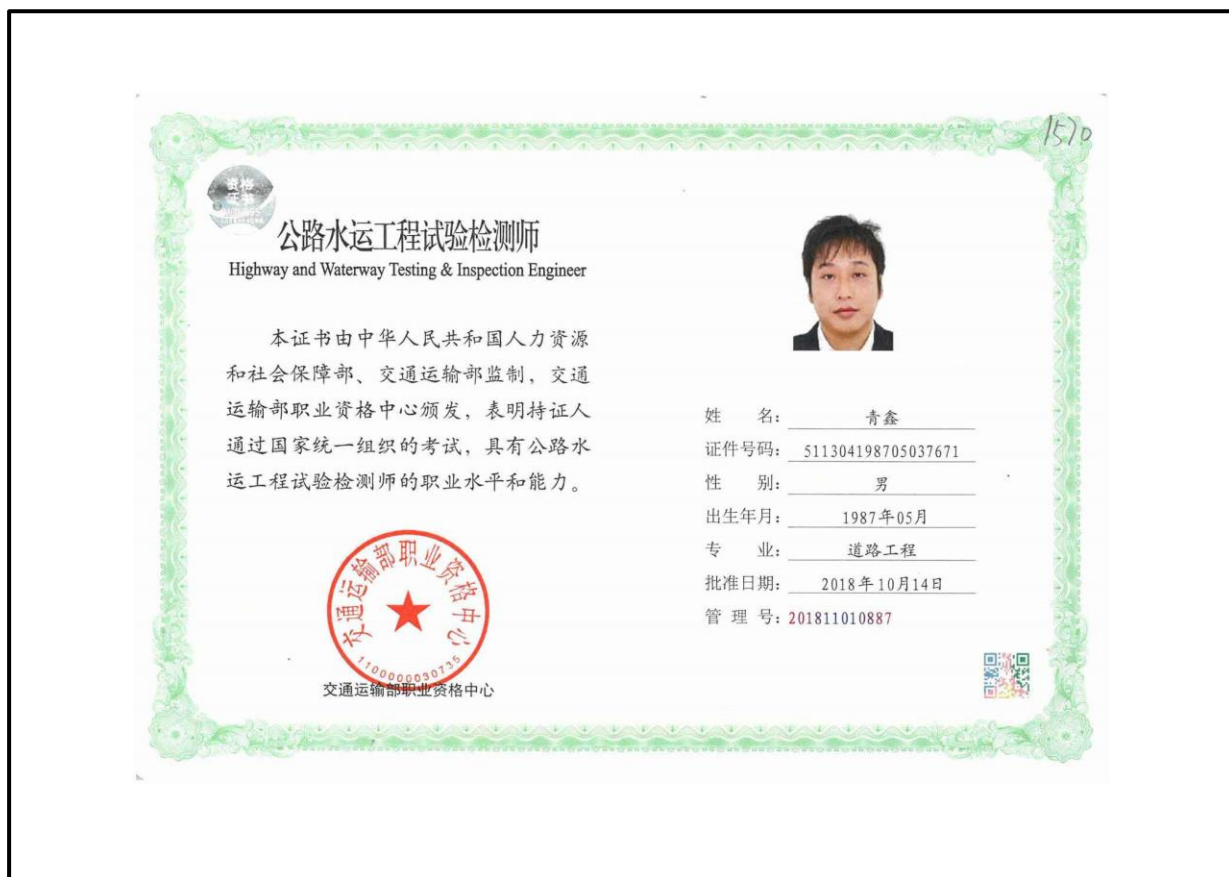 1570
资格
证书
公路水运工程试验检测师
Highway and Waterway Testing & Inspection Engineer
本证书由中华人民共和国人力资源
和社会保障部、交通运输部监制，交通
运输部职业资格中心颁发，表明持证人
通过国家统一组织的考试，具有公路水
运工程试验检测师的职业水平和能力。
交通运输部职业资格中心
1100000030735
交通运输部职业资格中心
姓 名： 青鑫
证件号码： 511304198705037671
性 别： 男
出生年月： 1987年05月
专 业： 道路工程
批准日期： 2018年10月14日
管 理 号：201811010887